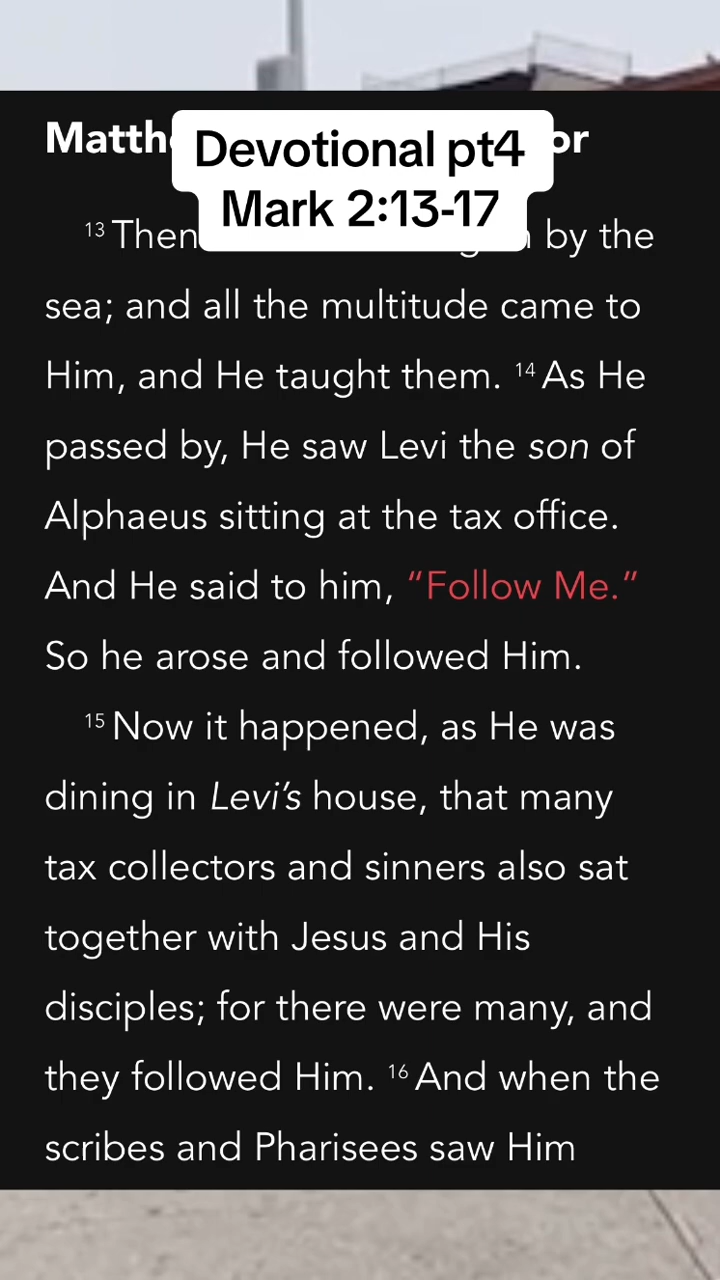 Matth or
Devotional pt4
Mark 2:13-17
13 Then by the
sea; and all the multitude came to
Him, and He taught them. 14 As He
passed by, He saw Levi the son of
Alphaeus sitting at the tax office.
And He said to him, “Follow Me.”
So he arose and followed Him.
15 Now it happened, as He was
dining in Levi’s house, that many
tax collectors and sinners also sat
together with Jesus and His
disciples; for there were many, and
they followed Him. 16 And when the
scribes and Pharisees saw Him